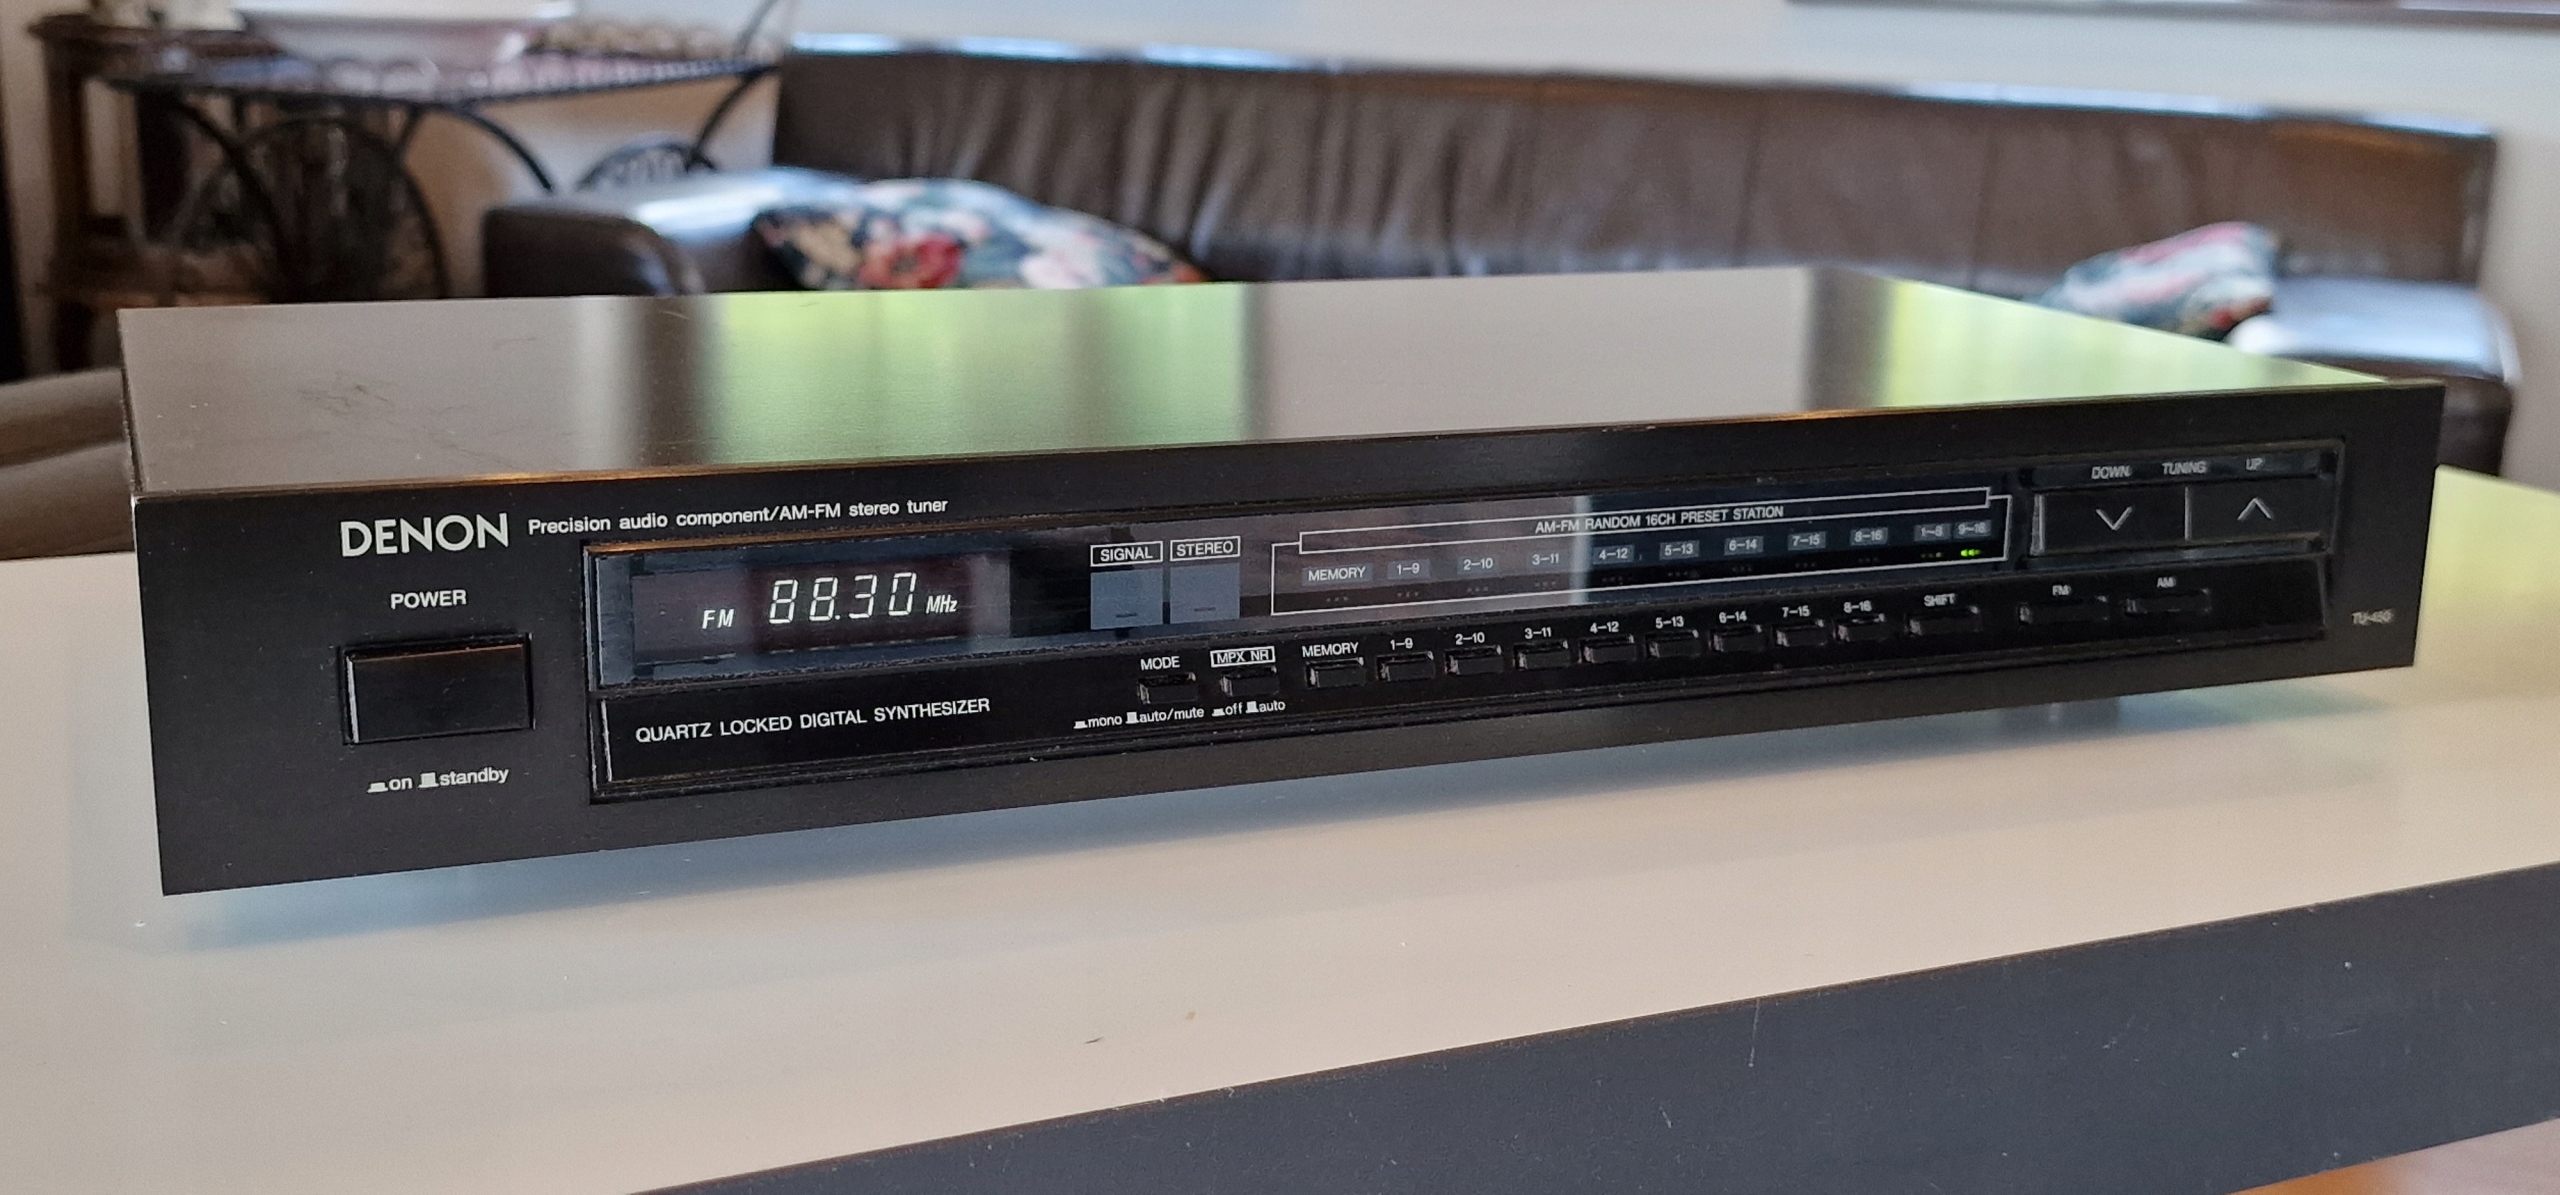 DENON Precision audio component/AM-FM stereo tuner
POWER
on standby
FM 88.30 MHz
SIGNAL STEREO
AM-FM RANDOM 16CH PRESET STATION
MEMORY 1-9 2-10 3-11 4-12 5-13 6-14 7-15 8-16 1-8 9-16
DOWN TUNING UP
QUARTZ LOCKED DIGITAL SYNTHESIZER
MODE MPX NR MEMORY 1-9 2-10 3-11 4-12 5-13 6-14 7-15 8-16 SHIFT FM AM
mono auto/mute off auto